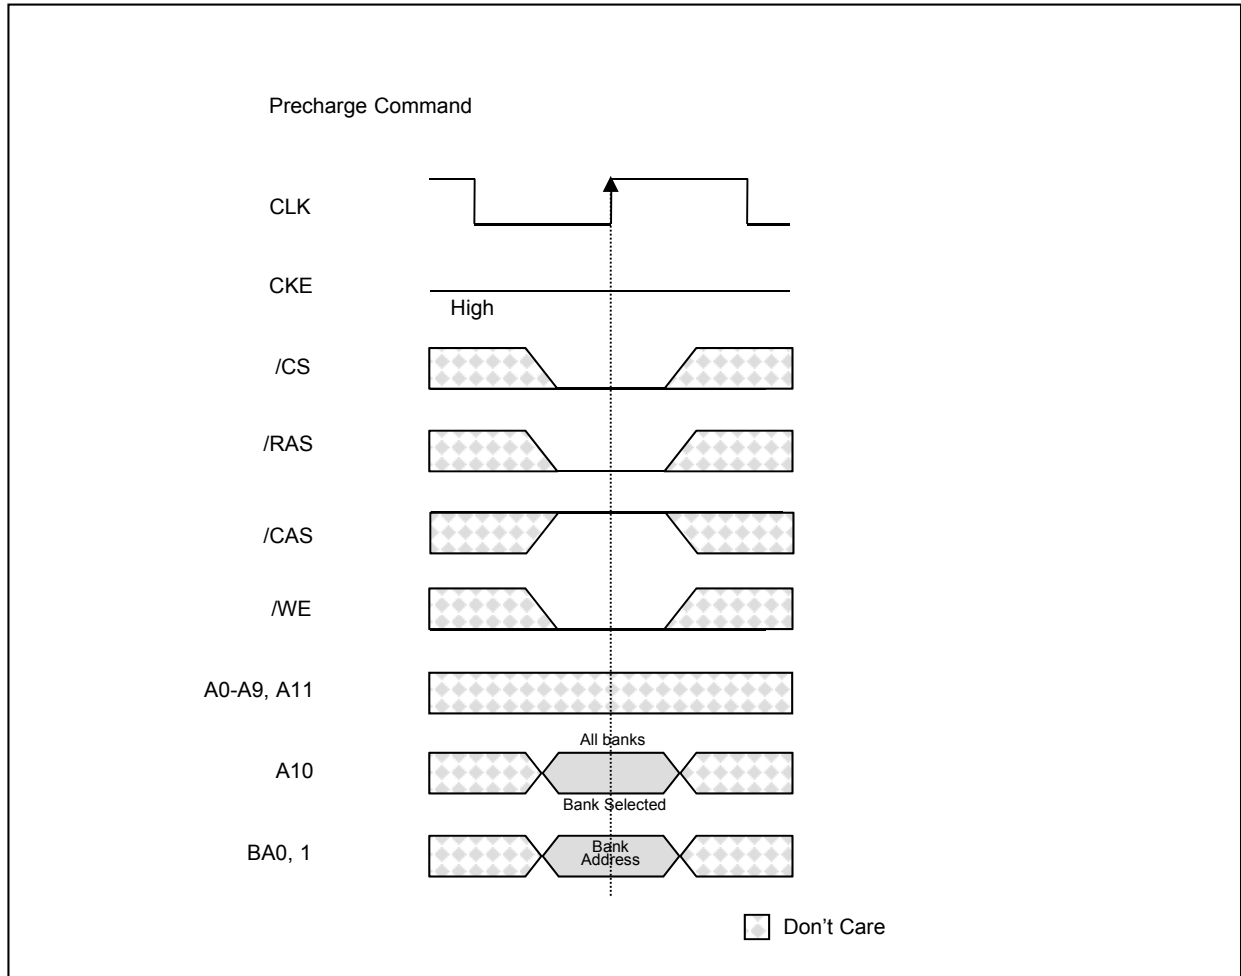 Precharge Command
CLK
CKE
High
/CS
/RAS
/CAS
/WE
A0-A9, A11
All banks
A10
Bank Selected
BA0, 1
Bank
Address
Don't Care